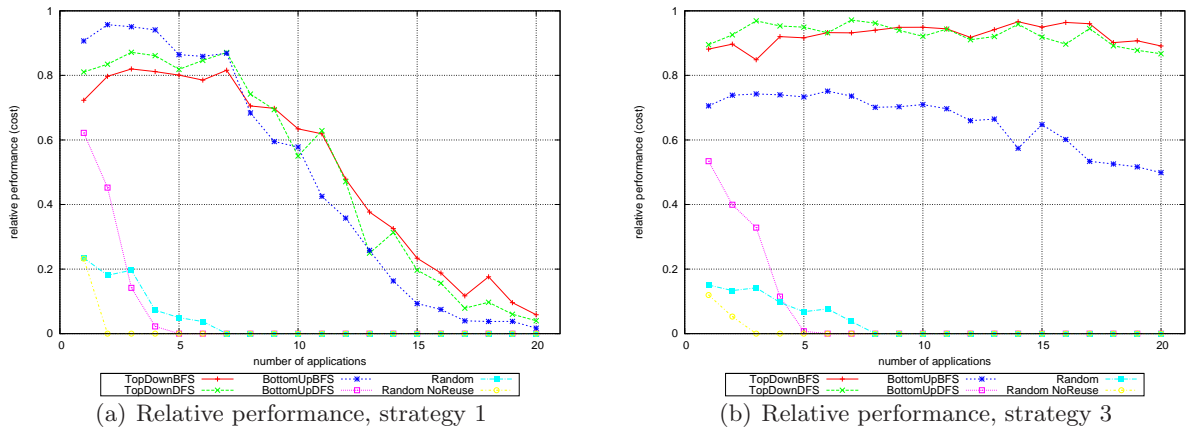 1
0.8
0.6
0.4
0.2
0
relative performance (cost)
0 5 10 15 20
number of applications
TopDownBFS BottomUpBFS Random
TopDownDFS BottomUpDFS Random NoReuse
(a) Relative performance, strategy 1
1
0.8
0.6
0.4
0.2
0
relative performance (cost)
0 5 10 15 20
number of applications
TopDownBFS BottomUpBFS Random
TopDownDFS BottomUpDFS Random NoReuse
(b) Relative performance, strategy 3